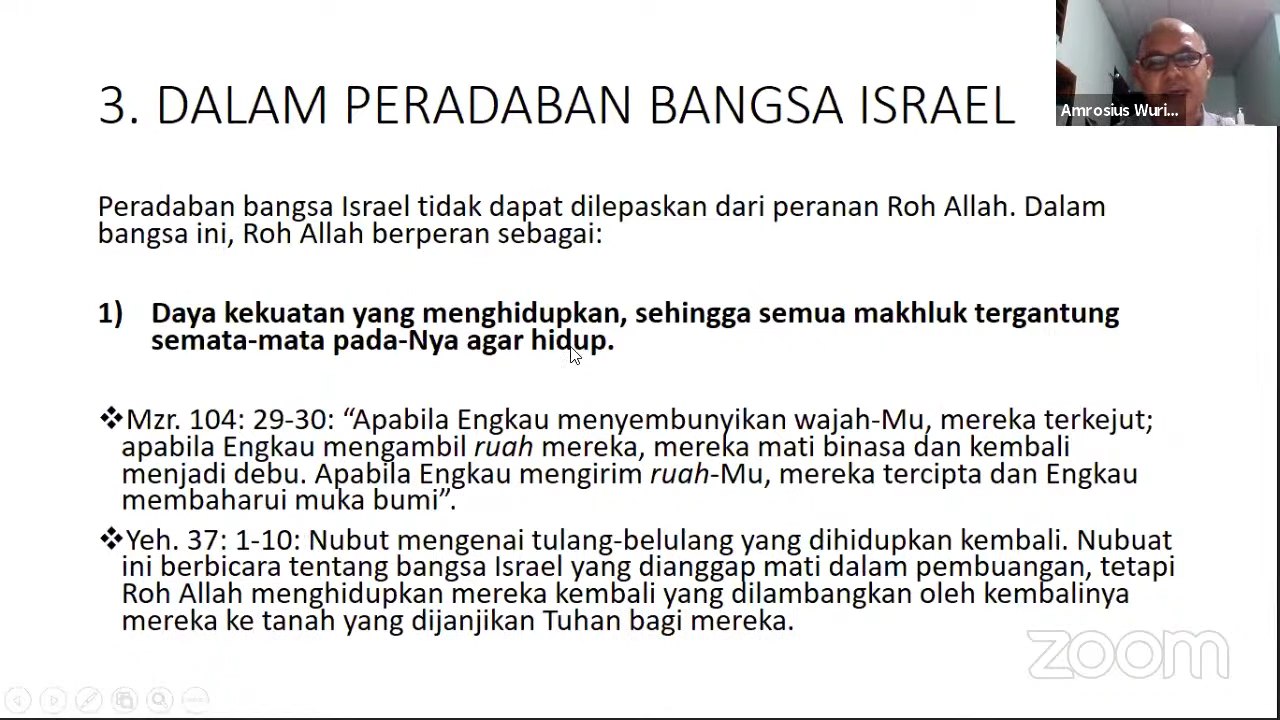 3. DALAM PERADABAN BANGSA ISRAEL
Amrosius Wuri...
Peradaban bangsa Israel tidak dapat dilepaskan dari peranan Roh Allah. Dalam
bangsa ini, Roh Allah berperan sebagai:
1) Daya kekuatan yang menghidupkan, sehingga semua makhluk tergantung
semata-mata pada-Nya agar hidup.
❖Mzr. 104: 29-30: “Apabila Engkau menyembunyikan wajah-Mu, mereka terkejut;
apabila Engkau mengambil ruah mereka, mereka mati binasa dan kembali
menjadi debu. Apabila Engkau mengirim ruah-Mu, mereka tercipta dan Engkau
membaharui muka bumi”.
❖Yeh. 37: 1-10: Nubut mengenai tulang-belulang yang dihidupkan kembali. Nubuat
ini berbicara tentang bangsa Israel yang dianggap mati dalam pembuangan, tetapi
Roh Allah menghidupkan mereka kembali yang dilambangkan oleh kembalinya
mereka ke tanah yang dijanjikan Tuhan bagi mereka.
zoom